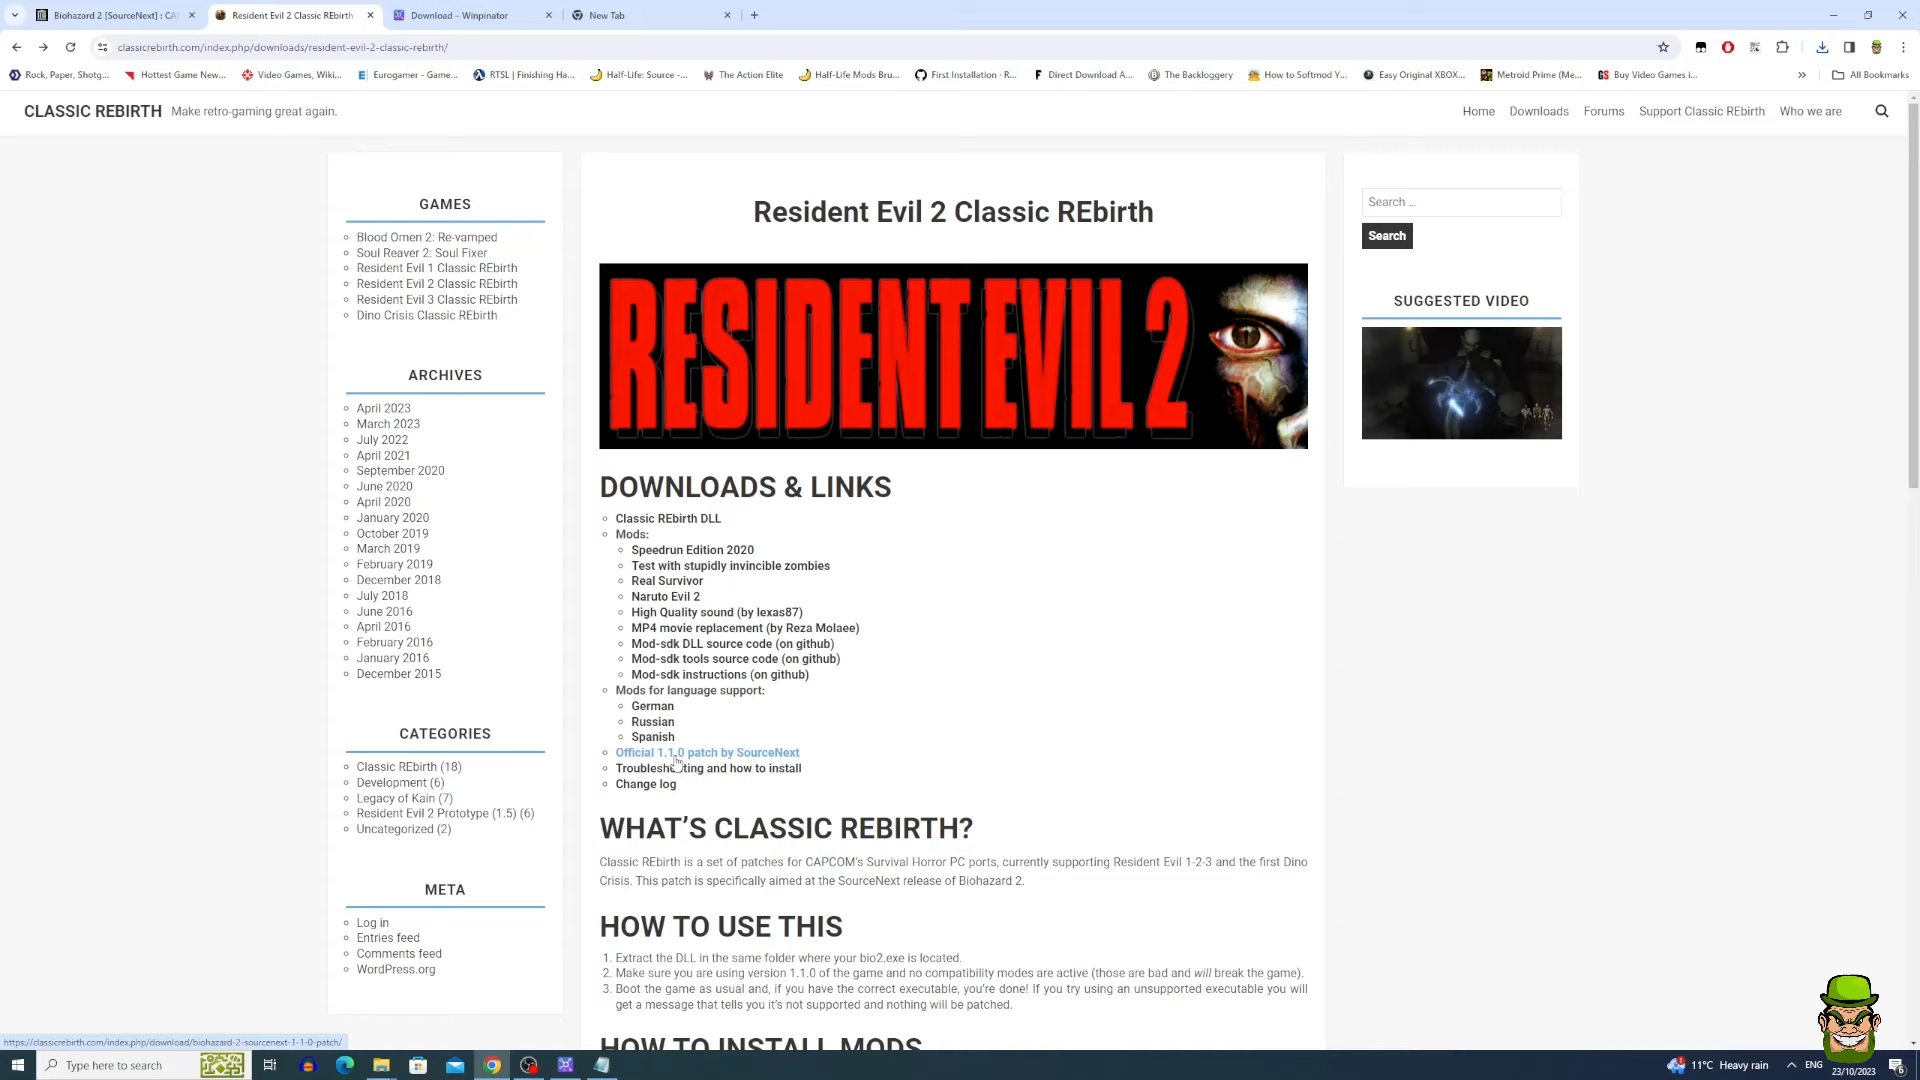 Biohazard 2 [SourceNext] : CA
Resident Evil 2 Classic REbirth
Download – Winpinator
New Tab
classicrebirth.com/index.php/downloads/resident-evil-2-classic-rebirth/
Rock, Paper, Shotg...
Hottest Game New...
Video Games, Wiki...
Eurogamer - Game...
RTSL | Finishing Ha...
Half-Life: Source -...
The Action Elite
Half-Life Mods Bru...
First Installation · R...
Direct Download A...
The Backloggery
How to Softmod Y...
Easy Original XBOX...
Metroid Prime (Me...
Buy Video Games i...
All Bookmarks
CLASSIC REBIRTH Make retro-gaming great again.
Home Downloads Forums Support Classic REbirth Who we are
GAMES
Blood Omen 2: Re-vamped
Soul Reaver 2: Soul Fixer
Resident Evil 1 Classic REbirth
Resident Evil 2 Classic REbirth
Resident Evil 3 Classic REbirth
Dino Crisis Classic REbirth
ARCHIVES
April 2023
March 2023
July 2022
April 2021
September 2020
June 2020
April 2020
January 2020
October 2019
March 2019
February 2019
December 2018
July 2018
June 2016
April 2016
February 2016
January 2016
December 2015
CATEGORIES
Classic REbirth (18)
Development (6)
Legacy of Kain (7)
Resident Evil 2 Prototype (1.5) (6)
Uncategorized (2)
META
Log in
Entries feed
Comments feed
WordPress.org
Resident Evil 2 Classic REbirth
RESIDENT EVIL 2
DOWNLOADS & LINKS
Classic REbirth DLL
Mods:
Speedrun Edition 2020
Test with stupidly invincible zombies
Real Survivor
Naruto Evil 2
High Quality sound (by lexas87)
MP4 movie replacement (by Reza Molaee)
Mod-sdk DLL source code (on github)
Mod-sdk tools source code (on github)
Mod-sdk instructions (on github)
Mods for language support:
German
Russian
Spanish
Official 1.1.0 patch by SourceNext
Troubleshooting and how to install
Change log
WHAT'S CLASSIC REBIRTH?
Classic REbirth is a set of patches for CAPCOM's Survival Horror PC ports, currently supporting Resident Evil 1-2-3 and the first Dino
Crisis. This patch is specifically aimed at the SourceNext release of Biohazard 2.
HOW TO USE THIS
1. Extract the DLL in the same folder where your bio2.exe is located.
2. Make sure you are using version 1.1.0 of the game and no compatibility modes are active (those are bad and will break the game).
3. Boot the game as usual and, if you have the correct executable, you're done! If you try using an unsupported executable you will
get a message that tells you it's not supported and nothing will be patched.
HOW TO INSTALL MODS
Search ...
Search
SUGGESTED VIDEO
https://classicrebirth.com/index.php/download/biohazard-2-sourcenext-1-1-0-patch/
Type here to search
11°C Heavy rain
ENG
23/10/2023
6